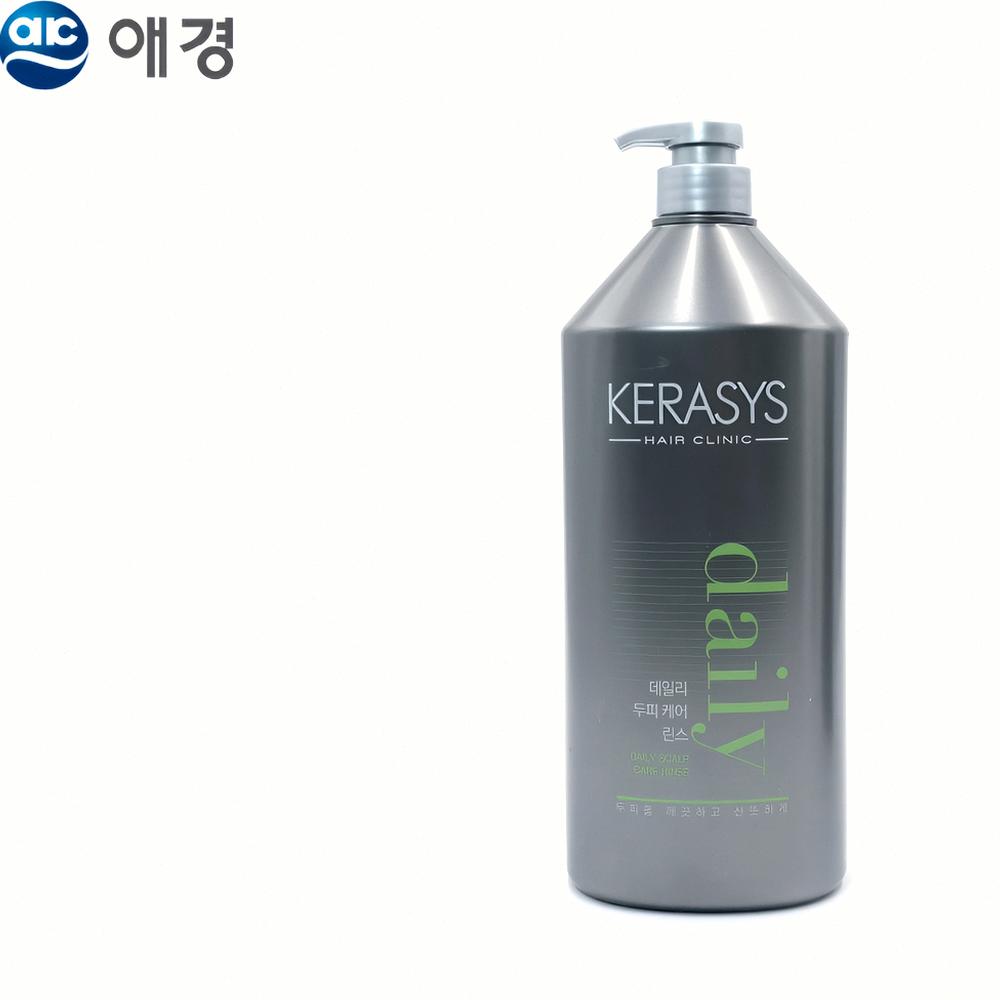 애경
KERASYS
HAIR CLINIC
daily
데일리
두피 케어
린스
DAILY SCALP
CARE RINSE
두피를 깨끗하고 산뜻하게